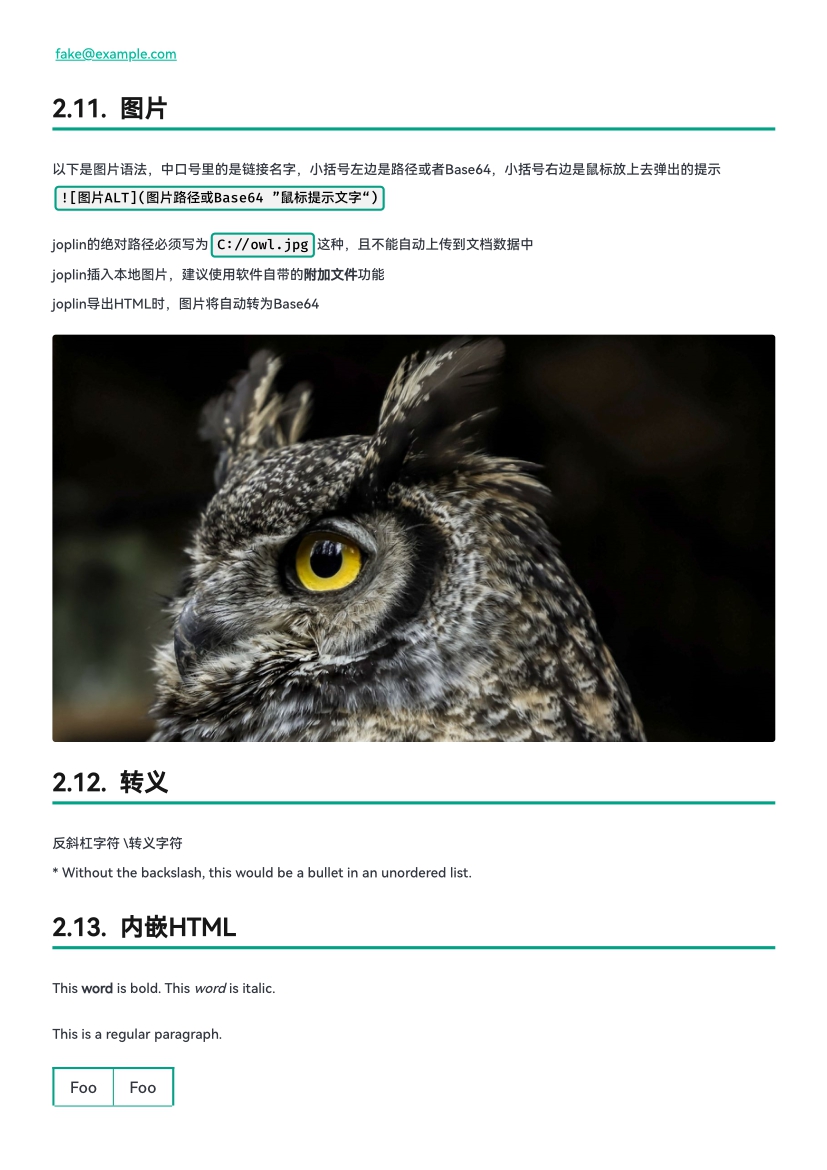 fake@example.com
2.11. 图片
以下是图片语法，中口号里的是链接名字，小括号左边是路径或者Base64，小括号右边是鼠标放上去弹出的提示
![图片ALT](图片路径或Base64 ”鼠标提示文字“)
joplin的绝对路径必须写为 C://owl.jpg 这种，且不能自动上传到文档数据中
joplin插入本地图片，建议使用软件自带的附加文件功能
joplin导出HTML时，图片将自动转为Base64
2.12. 转义
反斜杠字符 \转义字符
* Without the backslash, this would be a bullet in an unordered list.
2.13. 内嵌HTML
This word is bold. This word is italic.
This is a regular paragraph.
Foo Foo